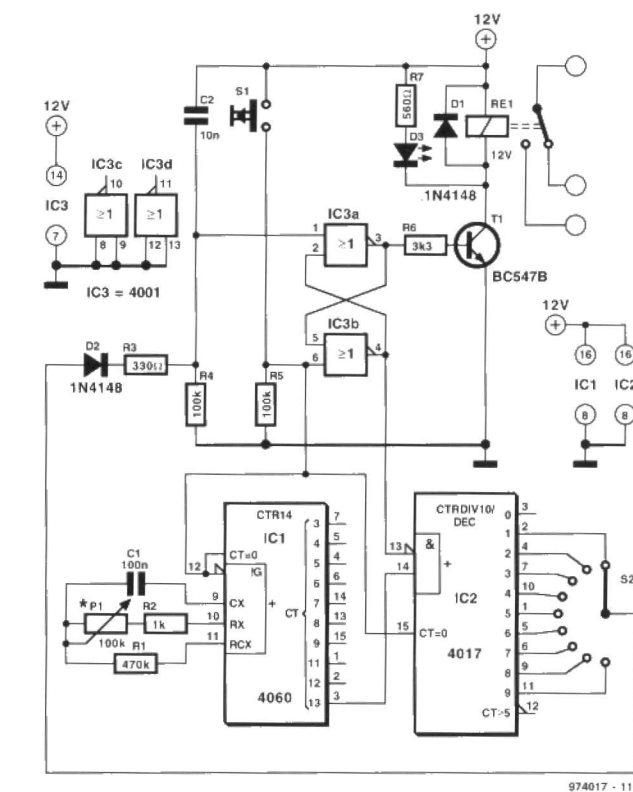 12V
R7
560Ω
D1
RE1
12V
D3
1N4148
C2
10n
S1
12V
14
IC3
7
IC3c
10
≥1
8 9
IC3d
11
≥1
12 13
IC3 = 4001
IC3a
1
2
≥1
3
R6
3k3
T1
BC547B
IC3b
5
6
≥1
4
D2
1N4148
R3
330Ω
R4
100k
R5
100k
12V
16
IC1
8
16
IC2
8
CTR14
IC1
CT=0
!G
12
+
9 CX
10 RX
11 RCX
CT
3 7
4 5
5 4
6 6
7 14
8 13
9 15
11 1
12 2
13 3
4060
C1
100n
*P1
100k
R2
1k
R1
470k
CTRDIV10/
DEC
13
&
14
+
IC2
15 CT=0
4017
0 3
1 2
2 4
3 7
4 10
5 1
6 5
7 6
8 9
9 11
CT>5 12
S2
974017 - 11